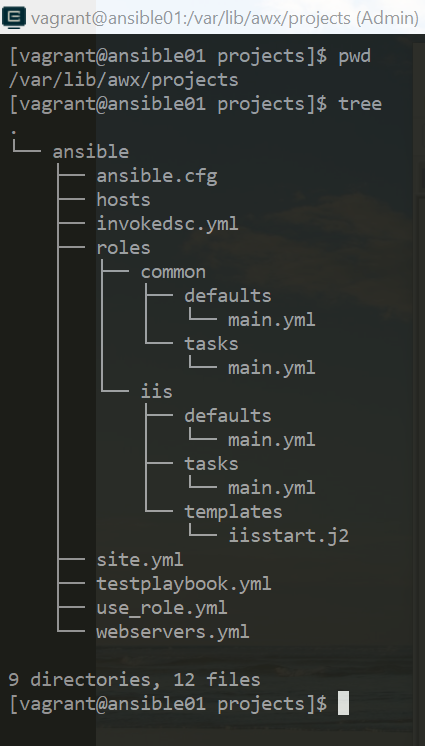 vagrant@ansible01:/var/lib/awx/projects (Admin)
[vagrant@ansible01 projects]$ pwd
/var/lib/awx/projects
[vagrant@ansible01 projects]$ tree
.
└── ansible
    ├── ansible.cfg
    ├── hosts
    ├── invokedsc.yml
    ├── roles
    │   ├── common
    │   │   ├── defaults
    │   │   │   └── main.yml
    │   │   └── tasks
    │   │       └── main.yml
    │   └── iis
    │       ├── defaults
    │       │   └── main.yml
    │       ├── tasks
    │       │   └── main.yml
    │       └── templates
    │           └── iisstart.j2
    ├── site.yml
    ├── testplaybook.yml
    ├── use_role.yml
    └── webservers.yml
9 directories, 12 files
[vagrant@ansible01 projects]$